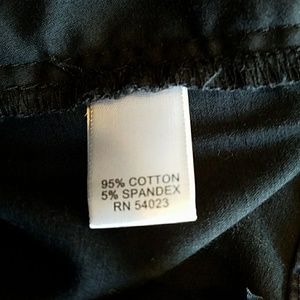 95% COTTON
5% SPANDEX
RN 54023